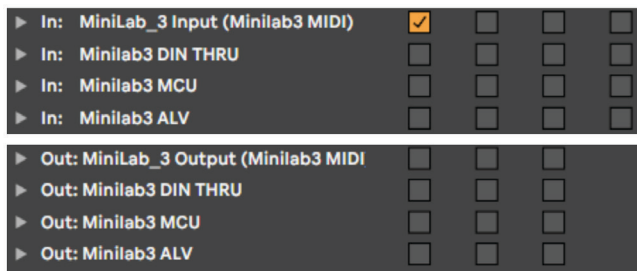 In: MiniLab_3 Input (Minilab3 MIDI)
In: Minilab3 DIN THRU
In: Minilab3 MCU
In: Minilab3 ALV
Out: MiniLab_3 Output (Minilab3 MIDI
Out: Minilab3 DIN THRU
Out: Minilab3 MCU
Out: Minilab3 ALV